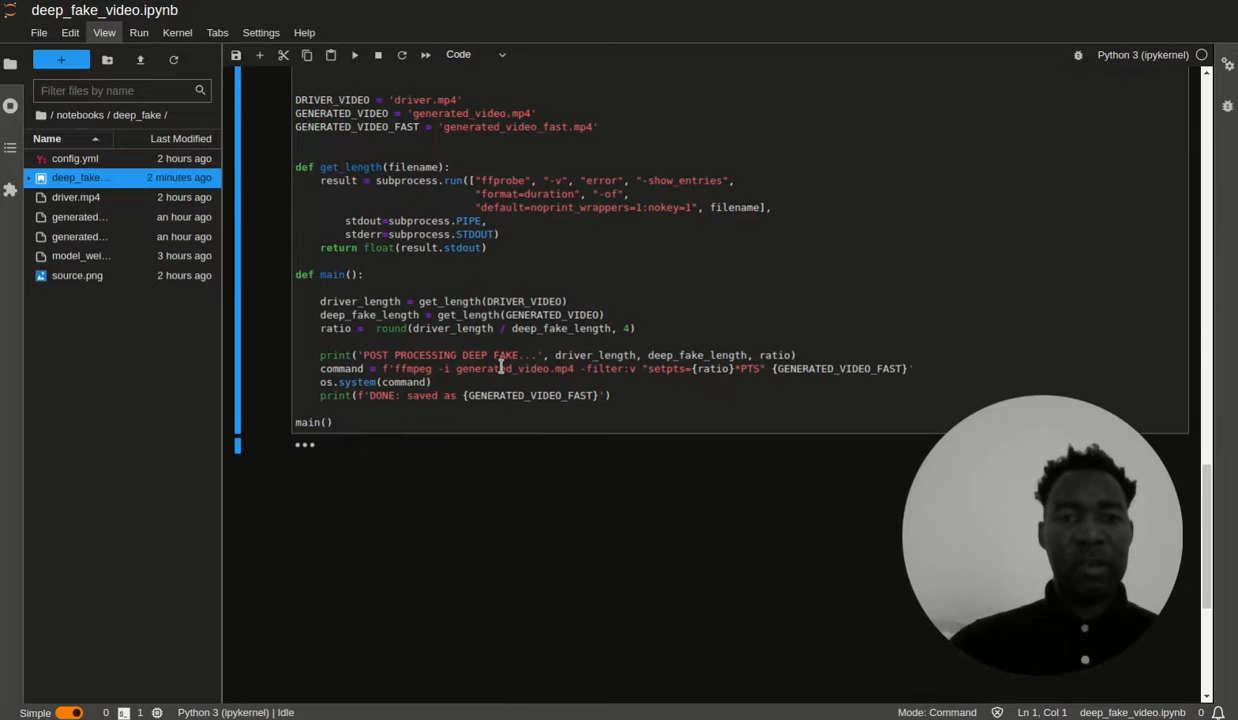 deep_fake_video.ipynb
File Edit View Run Kernel Tabs Settings Help
+
Code
Python 3 (ipykernel)
Filter files by name
/ notebooks / deep_fake /
Name Last Modified
config.yml 2 hours ago
deep_fake... 2 minutes ago
driver.mp4 2 hours ago
generated... an hour ago
generated... an hour ago
model_wei... 3 hours ago
source.png 2 hours ago
DRIVER_VIDEO = 'driver.mp4'
GENERATED_VIDEO = 'generated_video.mp4'
GENERATED_VIDEO_FAST = 'generated_video_fast.mp4'
def get_length(filename):
result = subprocess.run(["ffprobe", "-v", "error", "-show_entries",
"format=duration", "-of",
"default=noprint_wrappers=1:nokey=1", filename],
stdout=subprocess.PIPE,
stderr=subprocess.STDOUT)
return float(result.stdout)
def main():
driver_length = get_length(DRIVER_VIDEO)
deep_fake_length = get_length(GENERATED_VIDEO)
ratio = round(driver_length / deep_fake_length, 4)
print('POST PROCESSING DEEP FAKE...', driver_length, deep_fake_length, ratio)
command = f'ffmpeg -i generated_video.mp4 -filter:v "setpts={ratio}*PTS" {GENERATED_VIDEO_FAST}'
os.system(command)
print(f'DONE: saved as {GENERATED_VIDEO_FAST}')
main()
•••
Simple 0 1 Python 3 (ipykernel) | Idle
Mode: Command Ln 1, Col 1 deep_fake_video.ipynb 0